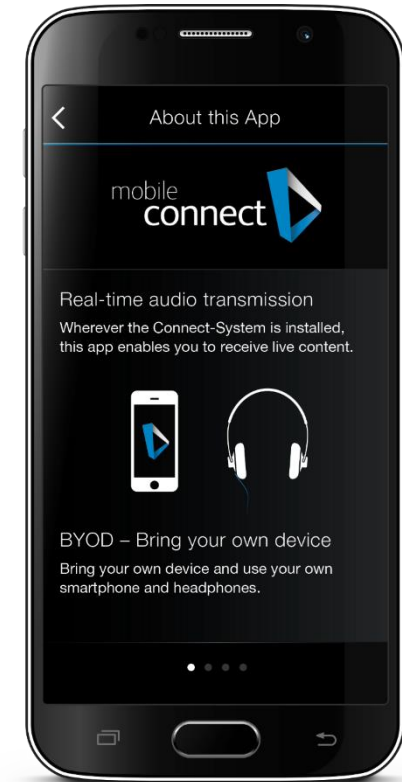 About this App
mobile
connect
Real-time audio transmission
Wherever the Connect-System is installed,
this app enables you to receive live content.
BYOD – Bring your own device
Bring your own device and use your own
smartphone and headphones.